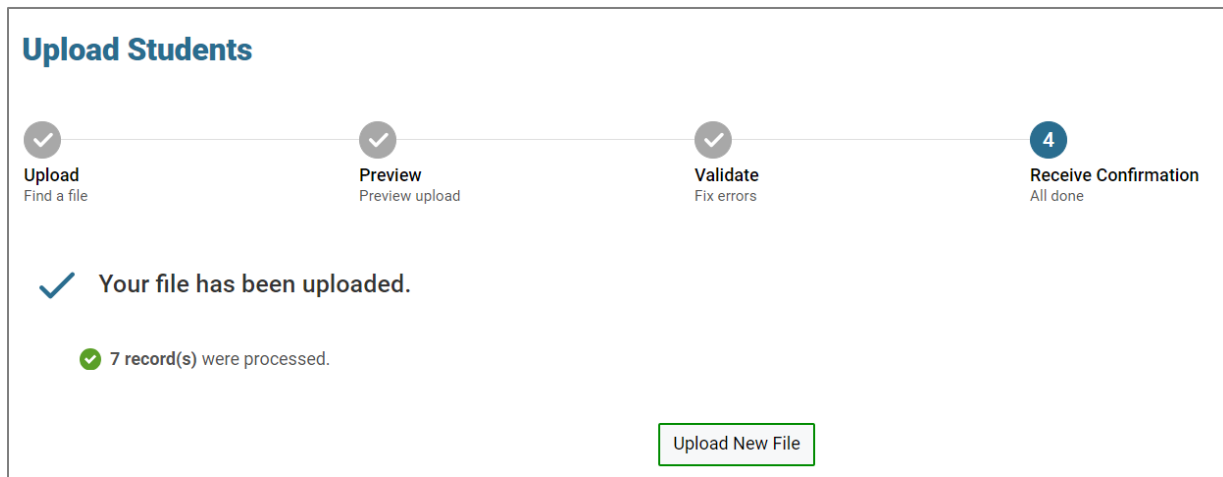 Upload Students
4
Upload Preview Validate Receive Confirmation
Find a file Preview upload Fix errors All done
Your file has been uploaded.
7 record(s) were processed.
Upload New File